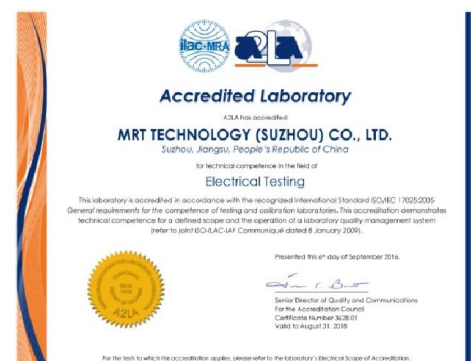 ilac-MRA
A2LA
Accredited Laboratory
A2LA has accredited
MRT TECHNOLOGY (SUZHOU) CO., LTD.
Suzhou, Jiangsu, People's Republic of China
for technical competence in the field of
Electrical Testing
This laboratory is accredited in accordance with the recognized International Standard ISO/IEC 17025:2005
General requirements for the competence of testing and calibration laboratories. This accreditation demonstrates
technical competence for a defined scope and the operation of a laboratory quality management system
(refer to joint ISO-ILAC-IAF Communiqué dated 8 January 2009).
Presented this 6th day of September 2016.
Senior Director of Quality and Communications
For the Accreditation Council
Certificate Number 3628.01
Valid to August 31, 2018
SEAL
A2LA
For the tests to which this accreditation applies, please refer to the laboratory's Electrical Scope of Accreditation.